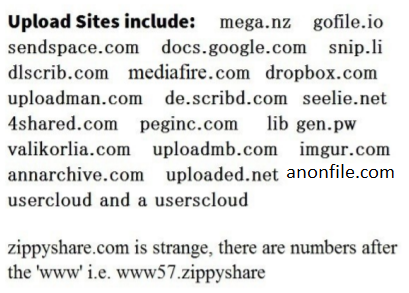 Upload Sites include: mega.nz gofile.io
sendspace.com docs.google.com snip.li
dlscrib.com mediafire.com dropbox.com
uploadman.com de.scribd.com seelie.net
4shared.com peginc.com lib gen.pw
valikorlia.com uploadmb.com imgur.com
annarchive.com uploaded.net anonfile.com
usercloud and a userscloud
zippyshare.com is strange, there are numbers after
the 'www' i.e. www57.zippyshare